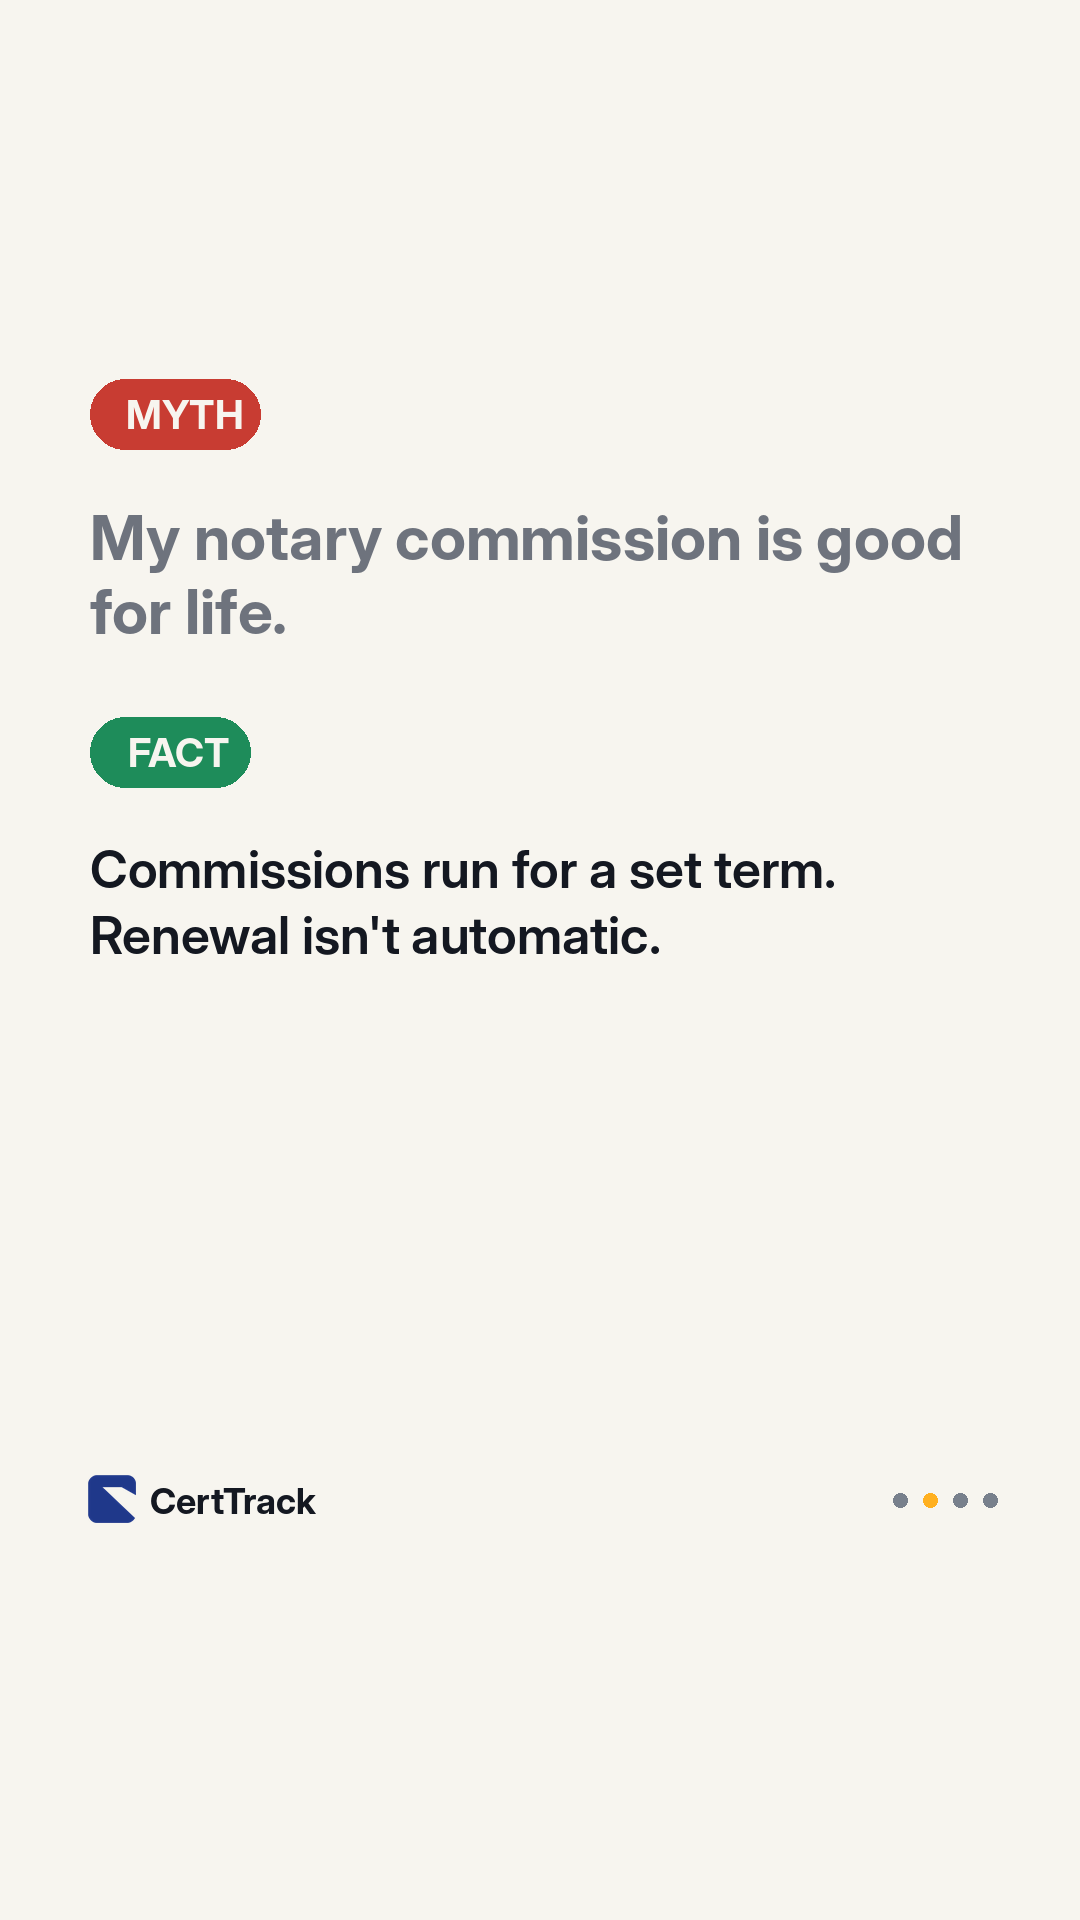 MYTH
My notary commission is good
for life.
FACT
Commissions run for a set term.
Renewal isn't automatic.
CertTrack